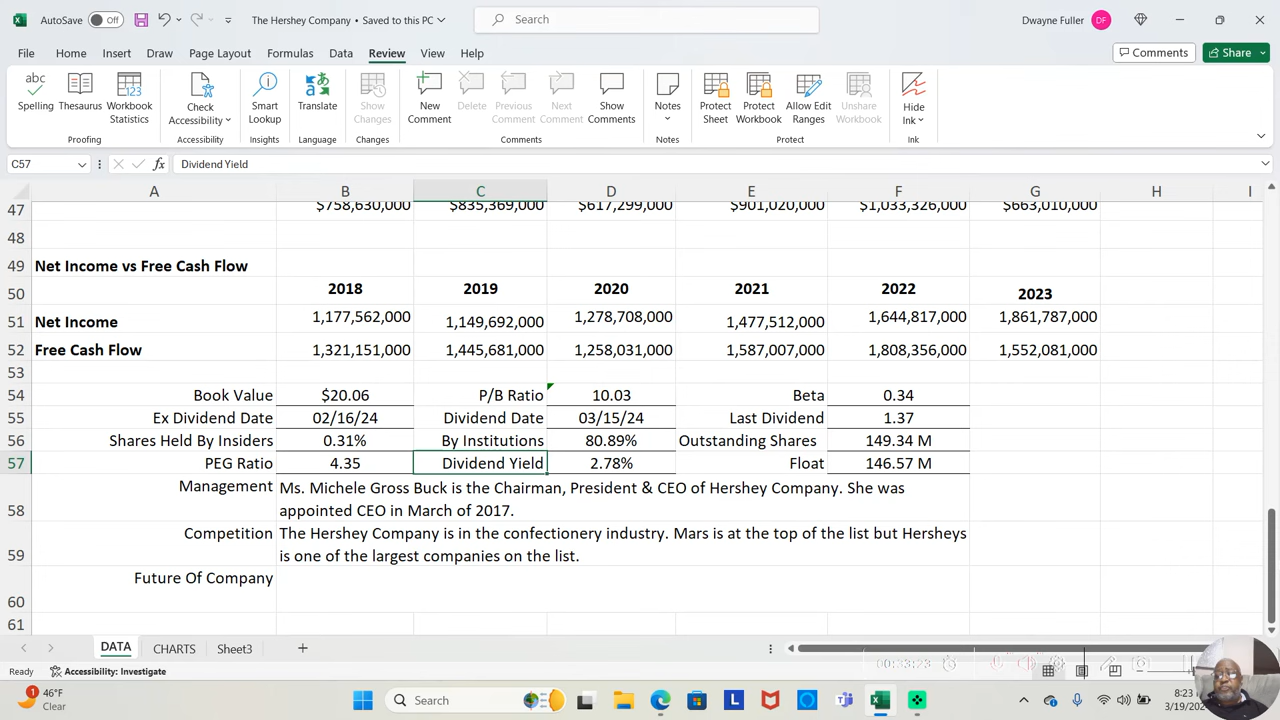 AutoSave Off The Hershey Company • Saved to this PC Search Dwayne Fuller DF
File Home Insert Draw Page Layout Formulas Data Review View Help Comments Share
abc
Spelling Thesaurus Workbook Statistics Check Accessibility Smart Lookup Translate Show Changes New Comment Delete Previous Comment Next Comment Show Comments Notes Protect Sheet Protect Workbook Allow Edit Ranges Unshare Workbook Hide Ink
Proofing Accessibility Insights Language Changes Comments Notes Protect Ink
C57 fx Dividend Yield
A B C D E F G H I
47 $758,630,000 $835,369,000 $617,299,000 $901,020,000 $1,033,326,000 $663,010,000
48
49 Net Income vs Free Cash Flow
50 2018 2019 2020 2021 2022 2023
51 Net Income 1,177,562,000 1,149,692,000 1,278,708,000 1,477,512,000 1,644,817,000 1,861,787,000
52 Free Cash Flow 1,321,151,000 1,445,681,000 1,258,031,000 1,587,007,000 1,808,356,000 1,552,081,000
53
54 Book Value $20.06 P/B Ratio 10.03 Beta 0.34
55 Ex Dividend Date 02/16/24 Dividend Date 03/15/24 Last Dividend 1.37
56 Shares Held By Insiders 0.31% By Institutions 80.89% Outstanding Shares 149.34 M
57 PEG Ratio 4.35 Dividend Yield 2.78% Float 146.57 M
Management Ms. Michele Gross Buck is the Chairman, President & CEO of Hershey Company. She was
58 appointed CEO in March of 2017.
Competition The Hershey Company is in the confectionery industry. Mars is at the top of the list but Hersheys
59 is one of the largest companies on the list.
Future Of Company
60
61
DATA CHARTS Sheet3
Ready Accessibility: Investigate 00:33:23
46°F
Clear
Search
L
8:23
3/19/20